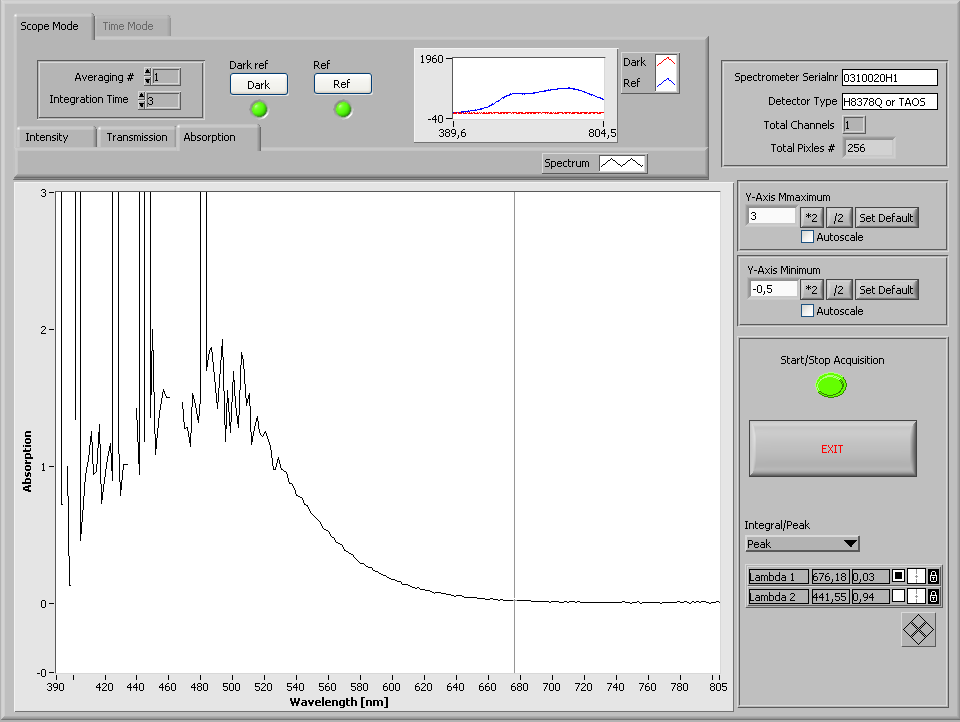 Scope Mode
Time Mode
Averaging # 1
Integration Time 3
Dark ref
Dark
Ref
Ref
1960
-40
389,6
804,5
Dark
Ref
Spectrometer Serialnr 0310020H1
Detector Type H8378Q or TAOS
Total Channels 1
Total Pixles # 256
Intensity
Transmission
Absorption
Spectrum
Y-Axis Mmaximum
3 *2 /2 Set Default
Autoscale
Y-Axis Minimum
-0,5 *2 /2 Set Default
Autoscale
Start/Stop Acquisition
EXIT
Integral/Peak
Peak
Lambda 1 676,18 0,03
Lambda 2 441,55 0,94
Absorption
3
2
1
0
-0
390 420 440 460 480 500 520 540 560 580 600 620 640 660 680 700 720 740 760 780 805
Wavelength [nm]